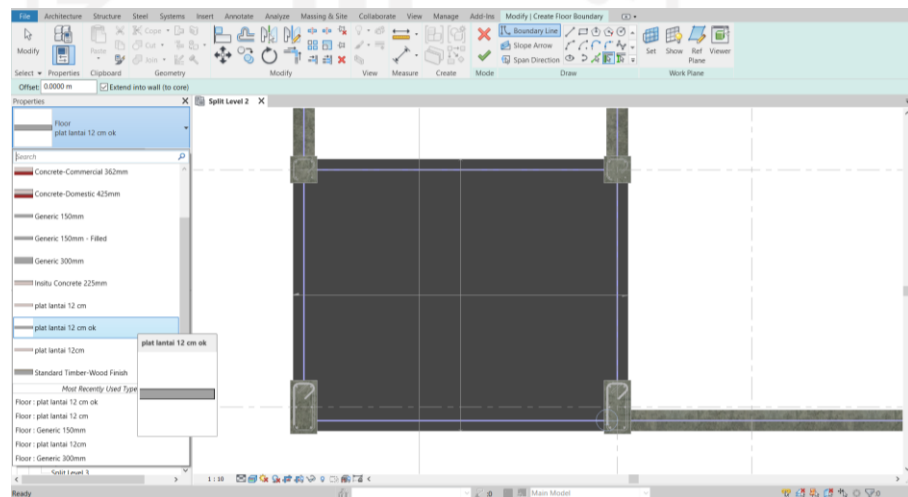 File Architecture Structure Steel Systems Insert Annotate Analyze Massing & Site Collaborate View Manage Add-Ins Modify | Create Floor Boundary
Modify
Paste
Cope
Cut
Join
Boundary Line
Slope Arrow
Span Direction
Set Show Ref Plane Viewer
Select Properties Clipboard Geometry Modify View Measure Create Mode Draw Work Plane
Offset: 0.0000 m Extend into wall (to core)
Properties X Split Level 2 X
Floor
plat lantai 12 cm ok
Search
Concrete-Commercial 362mm
Concrete-Domestic 425mm
Generic 150mm
Generic 150mm - Filled
Generic 300mm
Insitu Concrete 225mm
plat lantai 12 cm
plat lantai 12 cm ok
plat lantai 12 cm ok
plat lantai 12cm
Standard Timber-Wood Finish
Most Recently Used Type
Floor : plat lantai 12 cm ok
Floor : plat lantai 12 cm
Floor : Generic 150mm
Floor : plat lantai 12cm
Floor : Generic 300mm
Split Level 3
1 : 10
Ready :0 Main Model :0